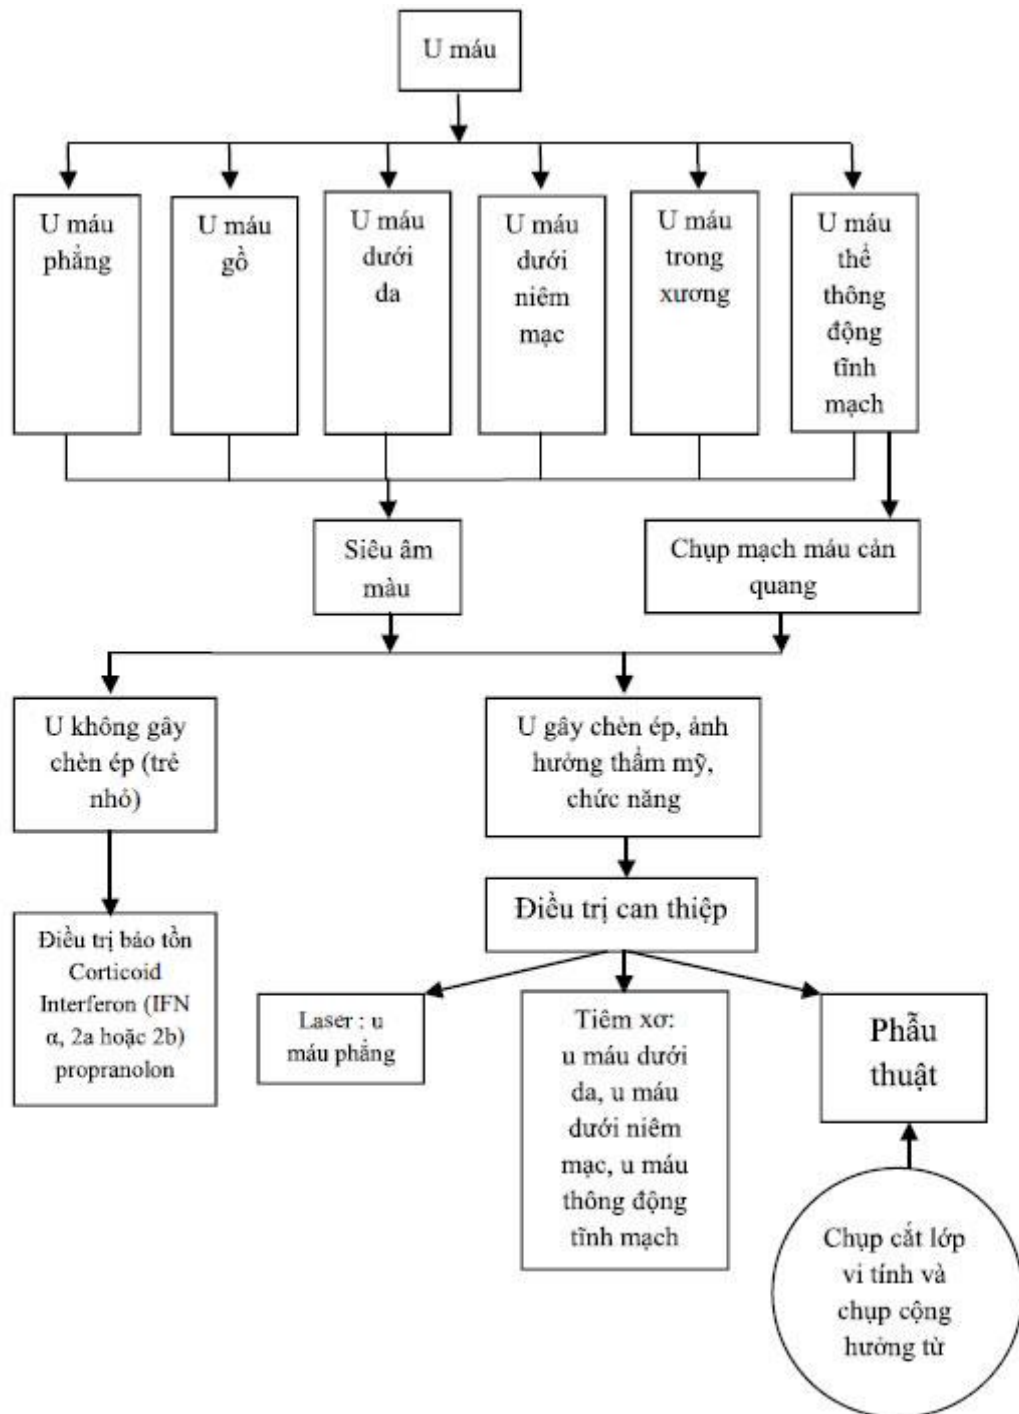 U máu
U máu
phẳng
U máu
gồ
U máu
dưới
da
U máu
dưới
niêm
mạc
U máu
trong
xương
U máu
thể
thông
động
tĩnh
mạch
Siêu âm
màu
Chụp mạch máu cản
quang
U không gây
chèn ép (trẻ
nhỏ)
U gây chèn ép, ảnh
hưởng thẩm mỹ,
chức năng
Điều trị can thiệp
Điều trị bảo tồn
Corticoid
Interferon (IFN
α, 2a hoặc 2b)
propranolon
Laser : u
máu phẳng
Tiêm xơ:
u máu dưới
da, u máu
dưới niêm
mạc, u máu
thông động
tĩnh mạch
Phẫu
thuật
Chụp cắt lớp
vi tính và
chụp cộng
hưởng từ